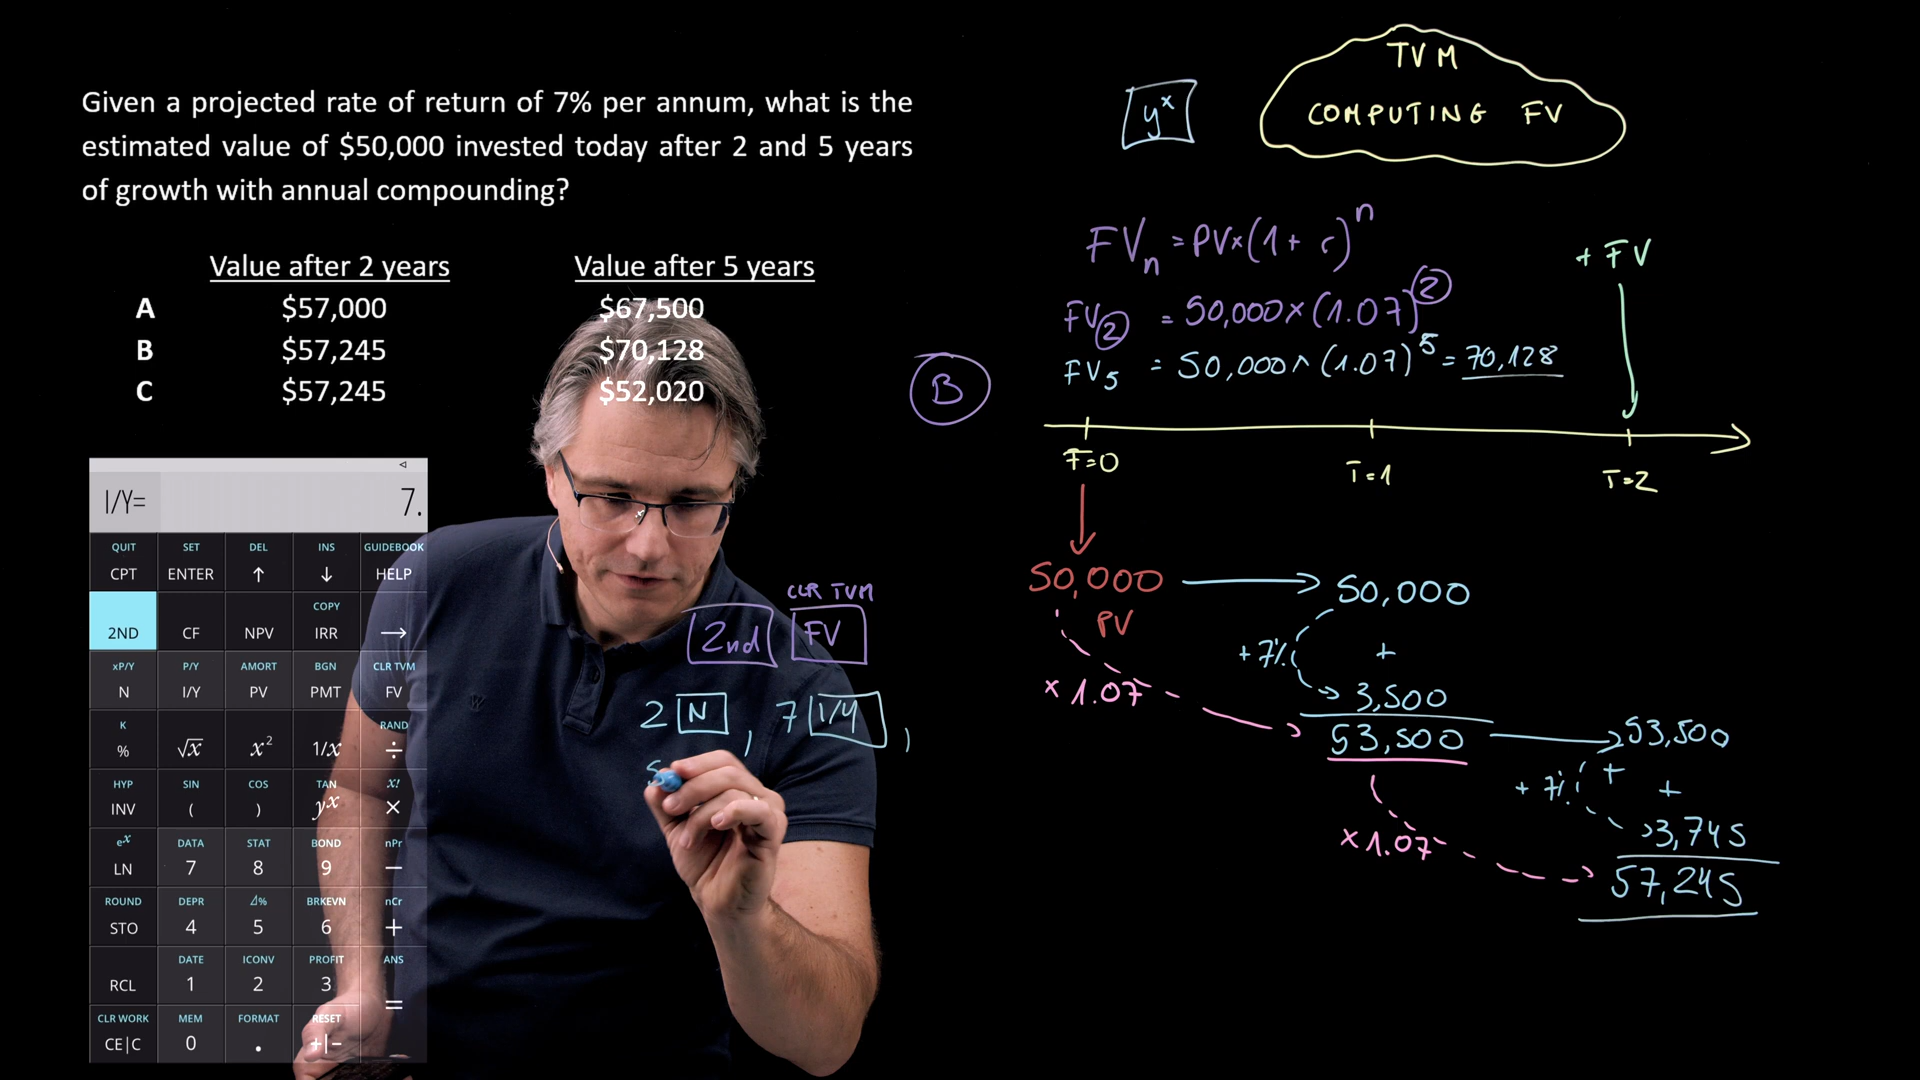 Given a projected rate of return of 7% per annum, what is the
estimated value of $50,000 invested today after 2 and 5 years
of growth with annual compounding?
Value after 2 years Value after 5 years
A $57,000 $67,500
B $57,245 $70,128
C $57,245 $52,020
I/Y= 7.
QUIT SET DEL INS GUIDEBOOK
CPT ENTER ↑ ↓ HELP
COPY
2ND CF NPV IRR →
xP/Y P/Y AMORT BGN CLR TVM
N I/Y PV PMT FV
K RAND
% √x x² 1/x ÷
HYP SIN COS TAN x!
INV ( ) yˣ ×
eˣ DATA STAT BOND nPr
LN 7 8 9 −
ROUND DEPR Δ% BRKEVN nCr
STO 4 5 6 +
DATE ICONV PROFIT ANS
RCL 1 2 3 =
CLR WORK MEM FORMAT RESET
CE|C 0 . +|−
CLR TVM
2nd FV
2 N , 7 I/Y ,
5
B
yˣ
TVM
COMPUTING FV
FVₙ = PV×(1+ r)ⁿ
FV₂ = 50,000×(1.07)²
FV₅ = 50,000×(1.07)⁵ = 70,128
+ FV
T=0 T=1 T=2
50,000 → 50,000
PV
+7% +
×1.07 3,500
53,500 → 53,500
+7% + +
×1.07 3,745
57,245